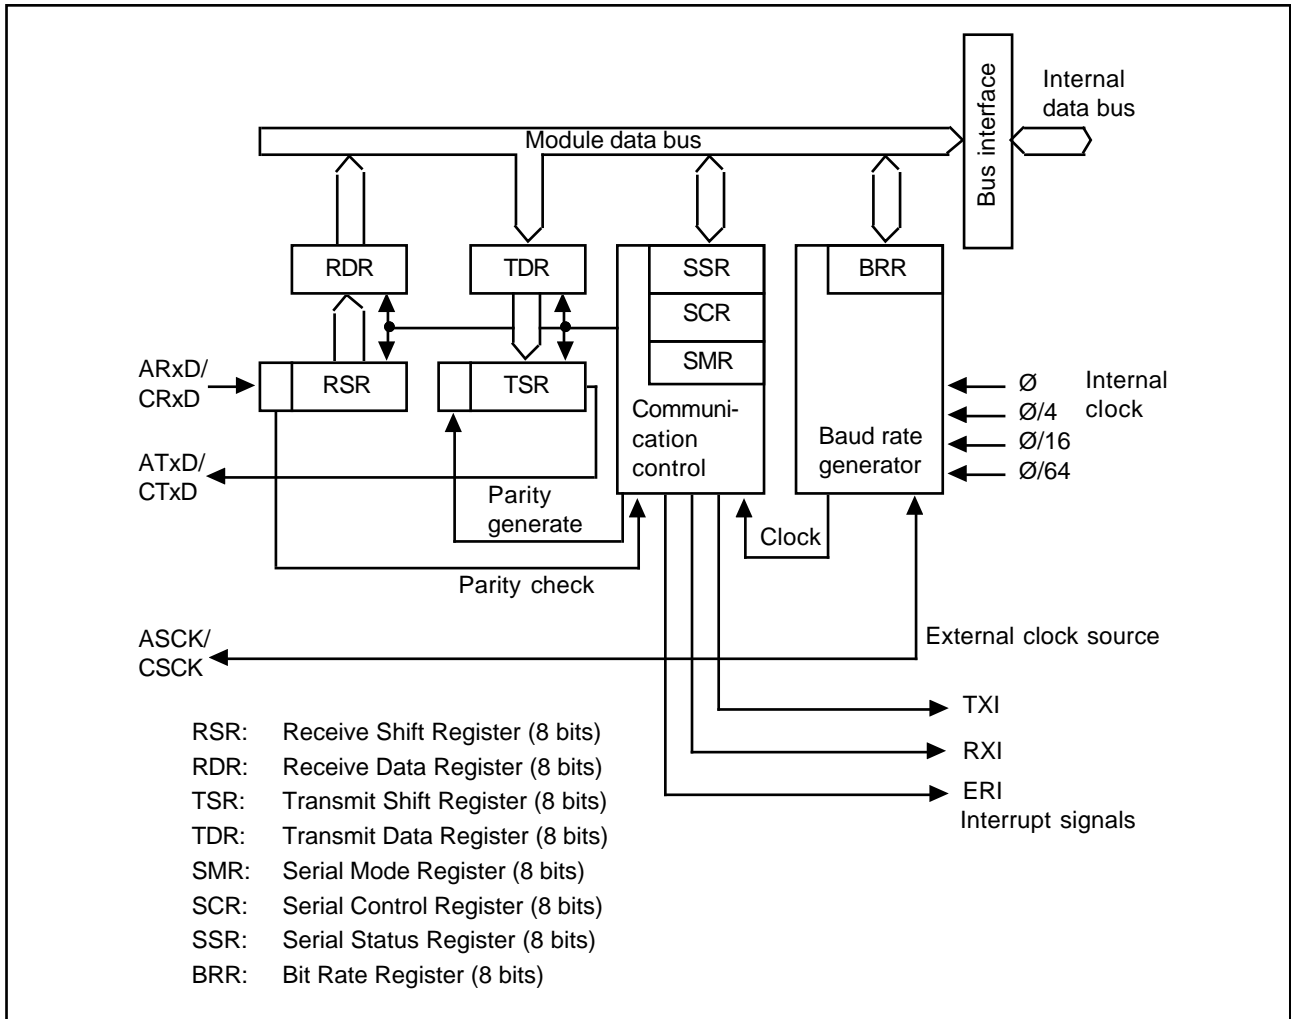 Internal
data bus
Bus interface
Module data bus
RDR
TDR
SSR
BRR
SCR
SMR
RSR
TSR
ARxD/
CRxD
Ø
Ø/4
Ø/16
Ø/64
Internal
clock
Communi-
cation
control
Baud rate
generator
ATxD/
CTxD
Parity
generate
Clock
Parity check
ASCK/
CSCK
External clock source
TXI
RXI
ERI
Interrupt signals
RSR: Receive Shift Register (8 bits)
RDR: Receive Data Register (8 bits)
TSR: Transmit Shift Register (8 bits)
TDR: Transmit Data Register (8 bits)
SMR: Serial Mode Register (8 bits)
SCR: Serial Control Register (8 bits)
SSR: Serial Status Register (8 bits)
BRR: Bit Rate Register (8 bits)